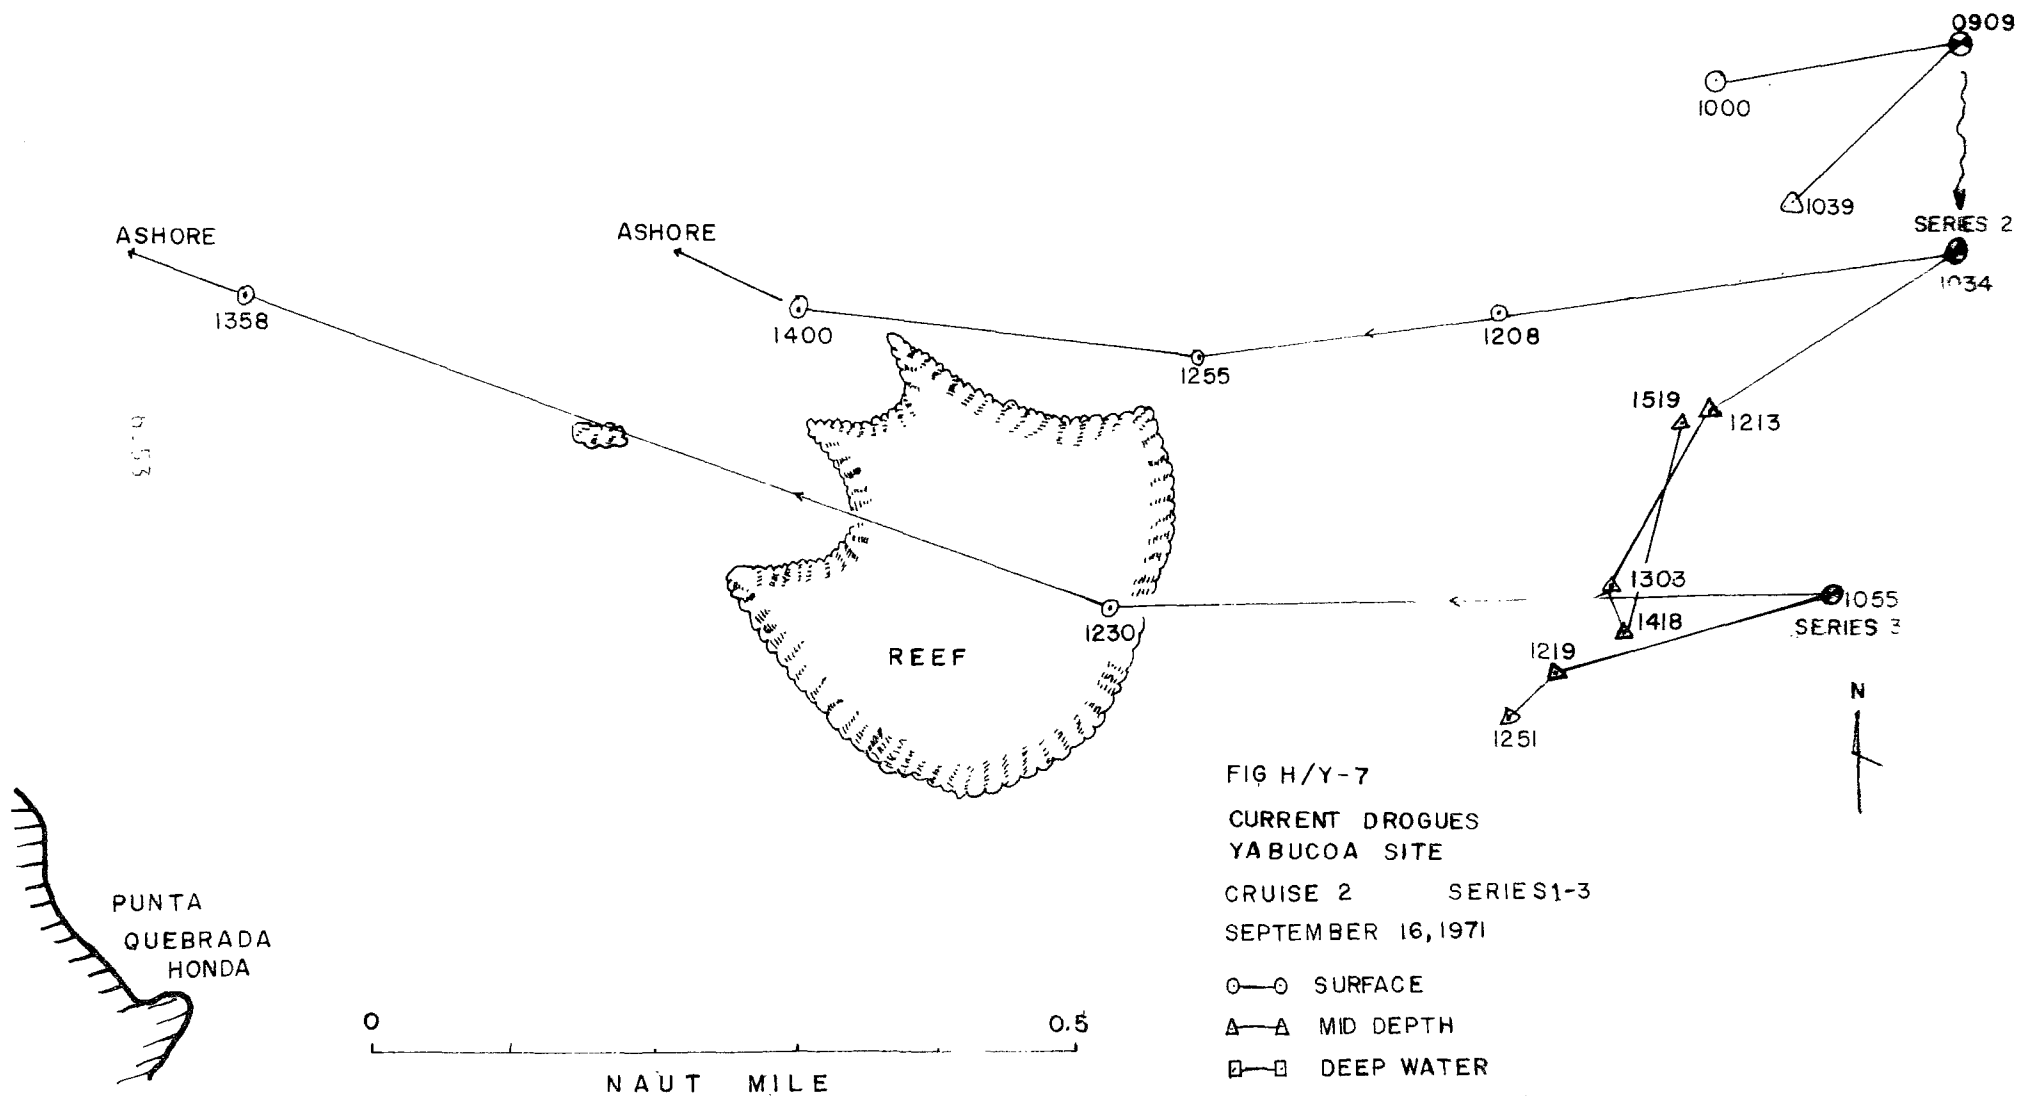 0909
1000
1039
SERIES 2
1034
ASHORE
ASHORE
1358
1400
1255
1208
1519
1213
1303
1055
SERIES 3
1418
1230
1219
1251
REEF
N
FIG H/Y-7
CURRENT DROGUES
YABUCOA SITE
CRUISE 2 SERIES 1-3
SEPTEMBER 16, 1971
SURFACE
MID DEPTH
DEEP WATER
PUNTA
QUEBRADA
HONDA
0 0.5
NAUT MILE